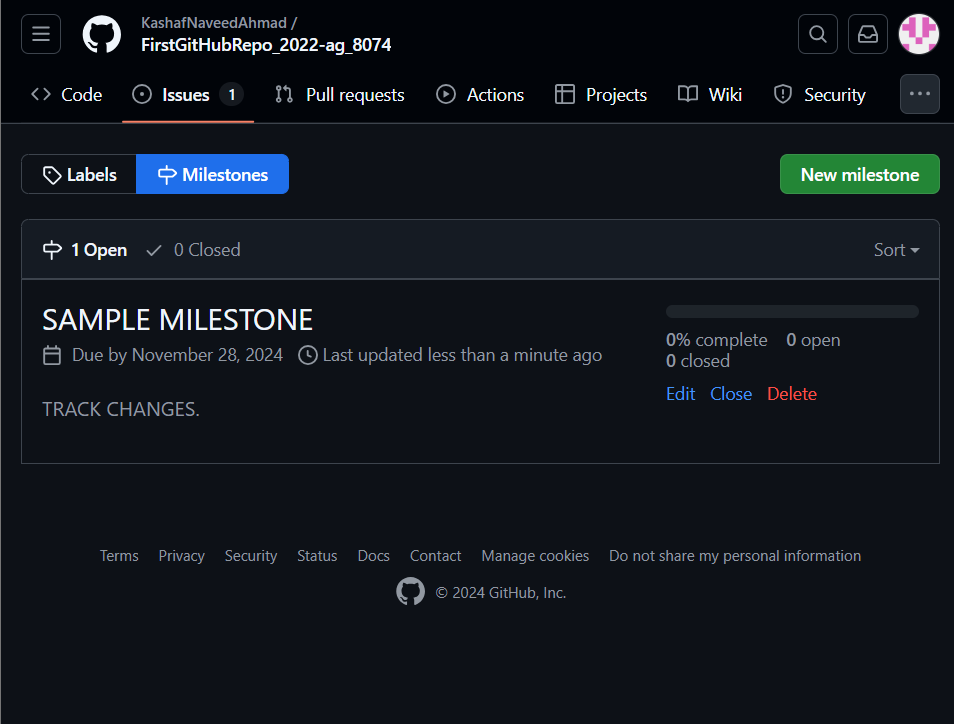 KashafNaveedAhmad /
FirstGitHubRepo_2022-ag_8074
Code Issues 1 Pull requests Actions Projects Wiki Security
Labels Milestones New milestone
1 Open 0 Closed Sort
SAMPLE MILESTONE
Due by November 28, 2024 Last updated less than a minute ago
TRACK CHANGES.
0% complete 0 open
0 closed
Edit Close Delete
Terms Privacy Security Status Docs Contact Manage cookies Do not share my personal information
© 2024 GitHub, Inc.